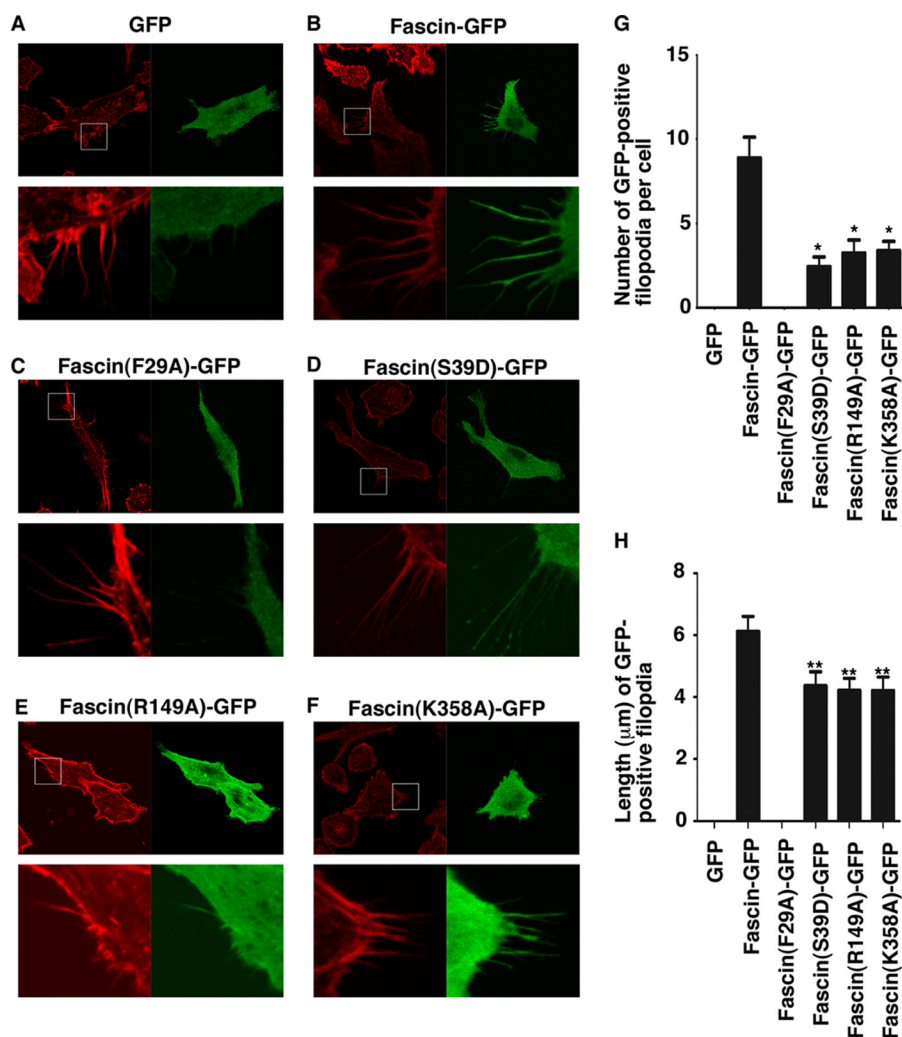 A
GFP
B
Fascin-GFP
C
Fascin(F29A)-GFP
D
Fascin(S39D)-GFP
E
Fascin(R149A)-GFP
F
Fascin(K358A)-GFP
G
Number of GFP-positive
filopodia per cell
15
10
5
0
*
*
*
GFP
Fascin-GFP
Fascin(F29A)-GFP
Fascin(S39D)-GFP
Fascin(R149A)-GFP
Fascin(K358A)-GFP
H
Length (μm) of GFP-
positive filopdia
8
6
4
2
0
**
**
**
GFP
Fascin-GFP
Fascin(F29A)-GFP
Fascin(S39D)-GFP
Fascin(R149A)-GFP
Fascin(K358A)-GFP